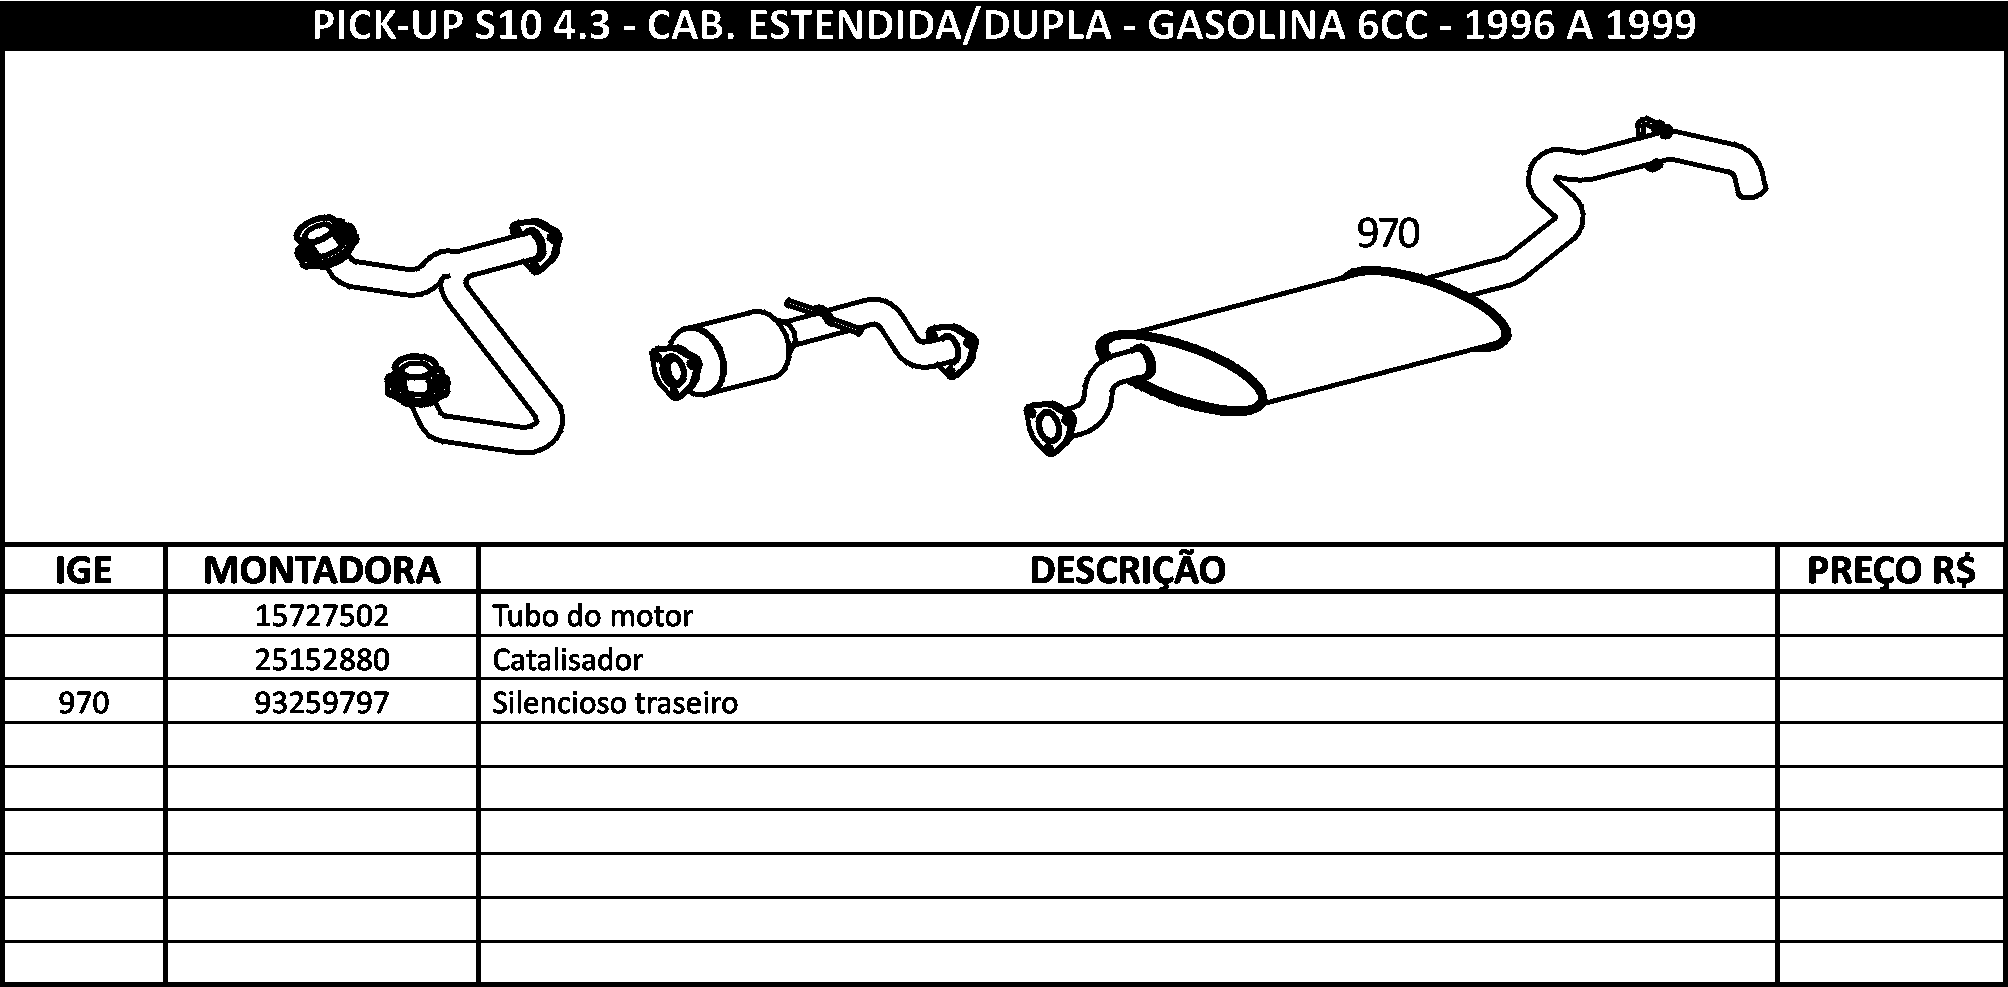 PICK-UP S10 4.3 - CAB. ESTENDIDA/DUPLA - GASOLINA 6CC - 1996 A 1999
970
IGE MONTADORA DESCRIÇÃO PREÇO R$
15727502 Tubo do motor
25152880 Catalisador
970 93259797 Silencioso traseiro